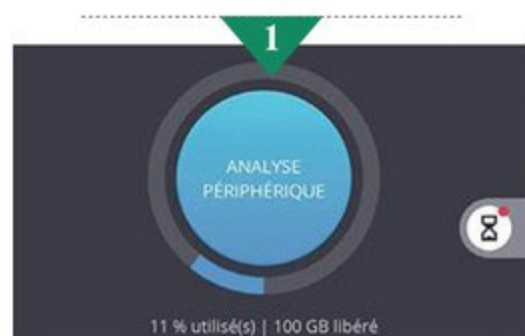 1
ANALYSE
PÉRIPHÉRIQUE
11 % utilisé(s) | 100 GB libéré